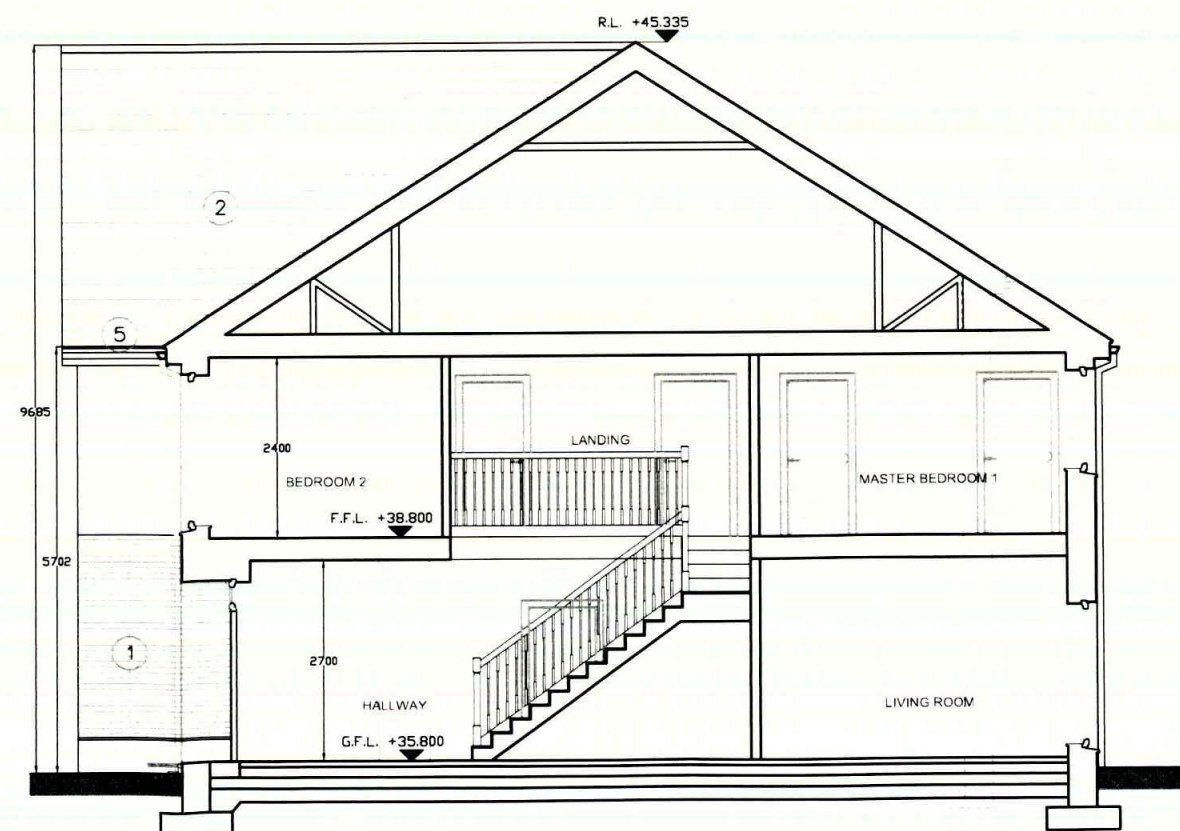 R.L. +45.335
2
5
9685
2400
LANDING
BEDROOM 2
MASTER BEDROOM 1
F.F.L. +38.800
5702
1
2700
HALLWAY
LIVING ROOM
G.F.L. +35.800